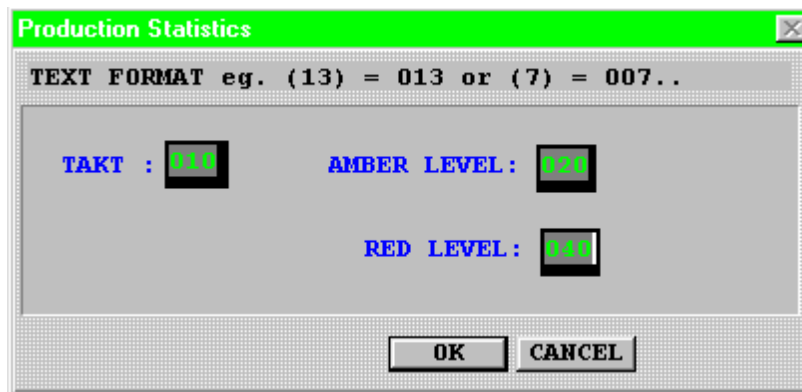 Production Statistics
TEXT FORMAT eg. (13) = 013 or (7) = 007..
TAKT : 010 AMBER LEVEL: 020
RED LEVEL: 040
OK CANCEL